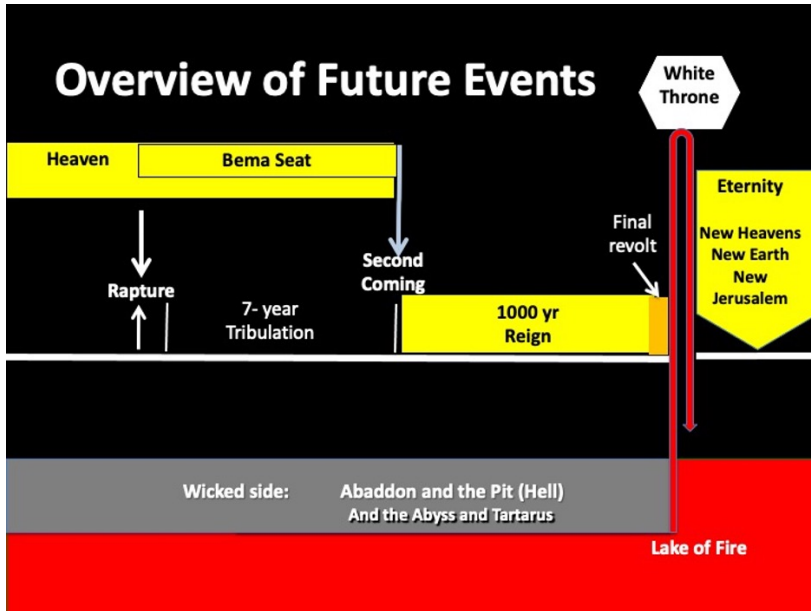 Overview of Future Events
White
Throne
Heaven
Bema Seat
Eternity
New Heavens
New Earth
New
Jerusalem
Final
revolt
Second
Coming
Rapture
7- year
Tribulation
1000 yr
Reign
Wicked side: Abaddon and the Pit (Hell)
And the Abyss and Tartarus
Lake of Fire